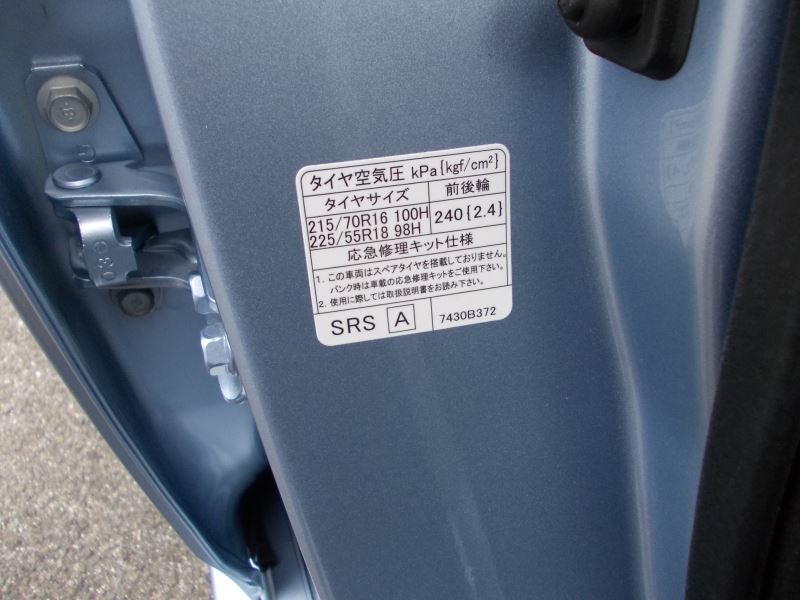 タイヤ空気圧 kPa{kgf/cm²}
タイヤサイズ 前後輪
215/70R16 100H
225/55R18 98H
240{2.4}
応急修理キット仕様
1. この車両はスペアタイヤを搭載しておりません。
パンク時は車載の応急修理キットをご使用下さい。
2. 使用に際しては取扱説明書をお読み下さい。
SRS A 7430B372